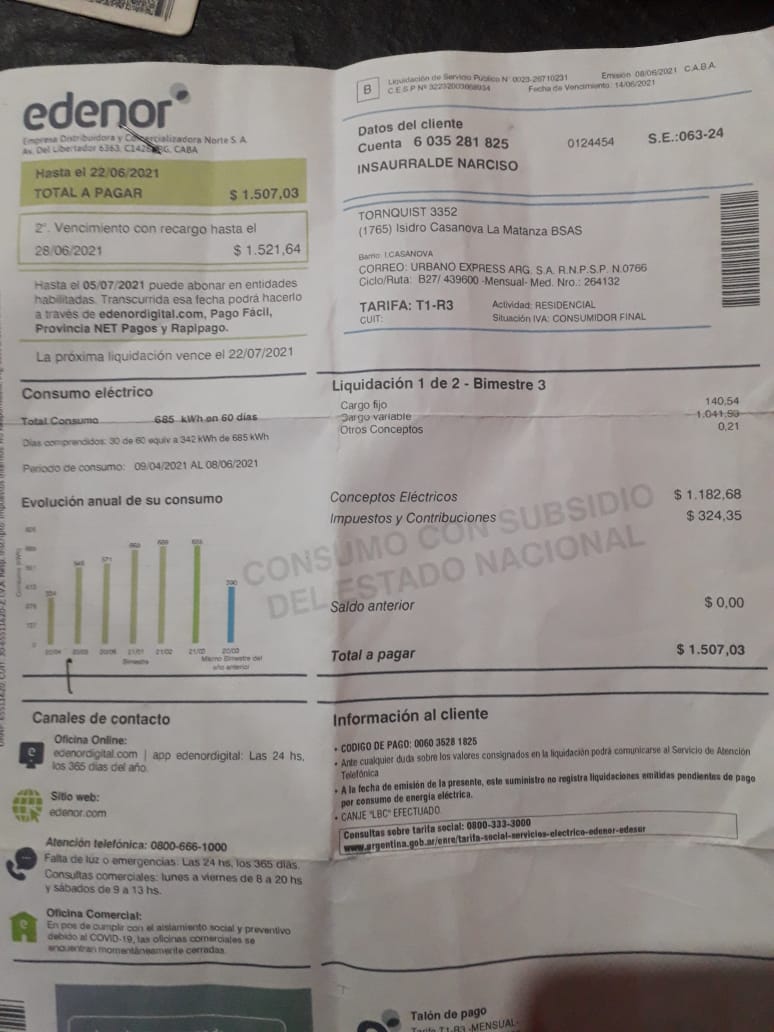 edenor
Empresa Distribuidora y Comercializadora Norte S. A.
Av. Del Libertador 6363, C1428 CABA
Hasta el 22/06/2021
TOTAL A PAGAR $ 1.507,03
2°. Vencimiento con recargo hasta el
28/06/2021 $ 1.521,64
Hasta el 05/07/2021 puede abonar en entidades
habilitadas. Transcurrida esa fecha podrá hacerlo
a través de edenordigital.com, Pago Fácil,
Provincia NET Pagos y Rapipago.
La próxima liquidación vence el 22/07/2021
B
Liquidación de Servicio Público N° 0023-26710231 Emisión 08/06/2021 C.A.B.A.
C.E.S.P Nº Fecha de Vencimiento: 14/06/2021
Datos del cliente
Cuenta 6 035 281 825 0124454 S.E.:063-24
INSAURRALDE NARCISO
TORNQUIST 3352
(1765) Isidro Casanova La Matanza BSAS
Barrio: I.CASANOVA
CORREO: URBANO EXPRESS ARG. S.A. R.N.P.S.P. N.0766
Ciclo/Ruta: B27/ 439600 -Mensual- Med. Nro.: 264132
TARIFA: T1-R3 Actividad: RESIDENCIAL
CUIT: Situación IVA: CONSUMIDOR FINAL
Consumo eléctrico
Total Consumo 685 kWh en 60 días
Días comprendidos: 30 de 60 equiv a 342 kWh de 685 kWh
Periodo de consumo: 09/04/2021 AL 08/06/2021
Evolución anual de su consumo
Consumo (kWh)
571
20/04 20/05 20/06 21/01 21/02 21/03 20/03
Bimestre
Mismo Bimestre del
año anterior
Liquidación 1 de 2 - Bimestre 3
Cargo fijo 140,54
Cargo variable 1.041,93
Otros Conceptos 0,21
Conceptos Eléctricos $ 1.182,68
Impuestos y Contribuciones $ 324,35
CONSUMO CON SUBSIDIO
DEL ESTADO NACIONAL
Saldo anterior $ 0,00
Total a pagar $ 1.507,03
Canales de contacto
Oficina Online:
edenordigital.com | app edenordigital: Las 24 hs,
los 365 días del año.
Sitio web:
edenor.com
Atención telefónica: 0800-666-1000
Falta de luz o emergencias: Las 24 hs, los 365 días.
Consultas comerciales: lunes a viernes de 8 a 20 hs
y sábados de 9 a 13 hs.
Oficina Comercial:
En pos de cumplir con el aislamiento social y preventivo
debido al COVID-19, las oficinas comerciales se
encuentran momentáneamente cerradas.
Información al cliente
• CODIGO DE PAGO: 0060 3528 1825
• Ante cualquier duda sobre los valores consignados en la liquidación podrá comunicarse al Servicio de Atención
Telefónica
• A la fecha de emisión de la presente, este suministro no registra liquidaciones emitidas pendientes de pago
por consumo de energía eléctrica.
• CANJE "LBC" EFECTUADO.
Consultas sobre tarifa social: 0800-333-3000
www.argentina.gob.ar/enre/tarifa-social-servicios-electrico-edenor-edesur
Talón de pago
Tarifa T1-R3 -MENSUAL-